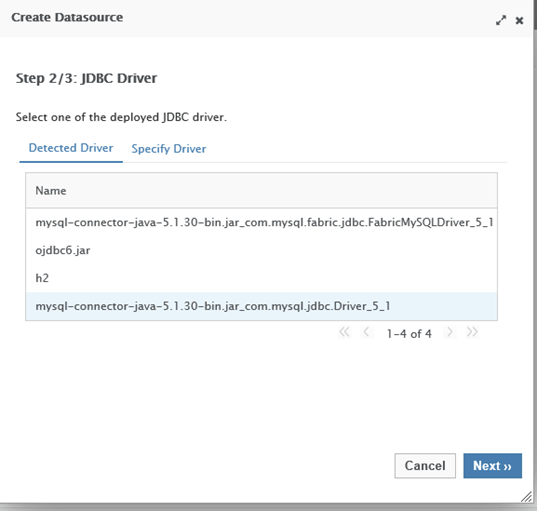 Create Datasource
Step 2/3: JDBC Driver
Select one of the deployed JDBC driver.
Detected Driver Specify Driver
Name
mysql-connector-java-5.1.30-bin.jar_com.mysql.fabric.jdbc.FabricMySQLDriver_5_1
ojdbc6.jar
h2
mysql-connector-java-5.1.30-bin.jar_com.mysql.jdbc.Driver_5_1
« ‹ 1-4 of 4 › »
Cancel Next ››